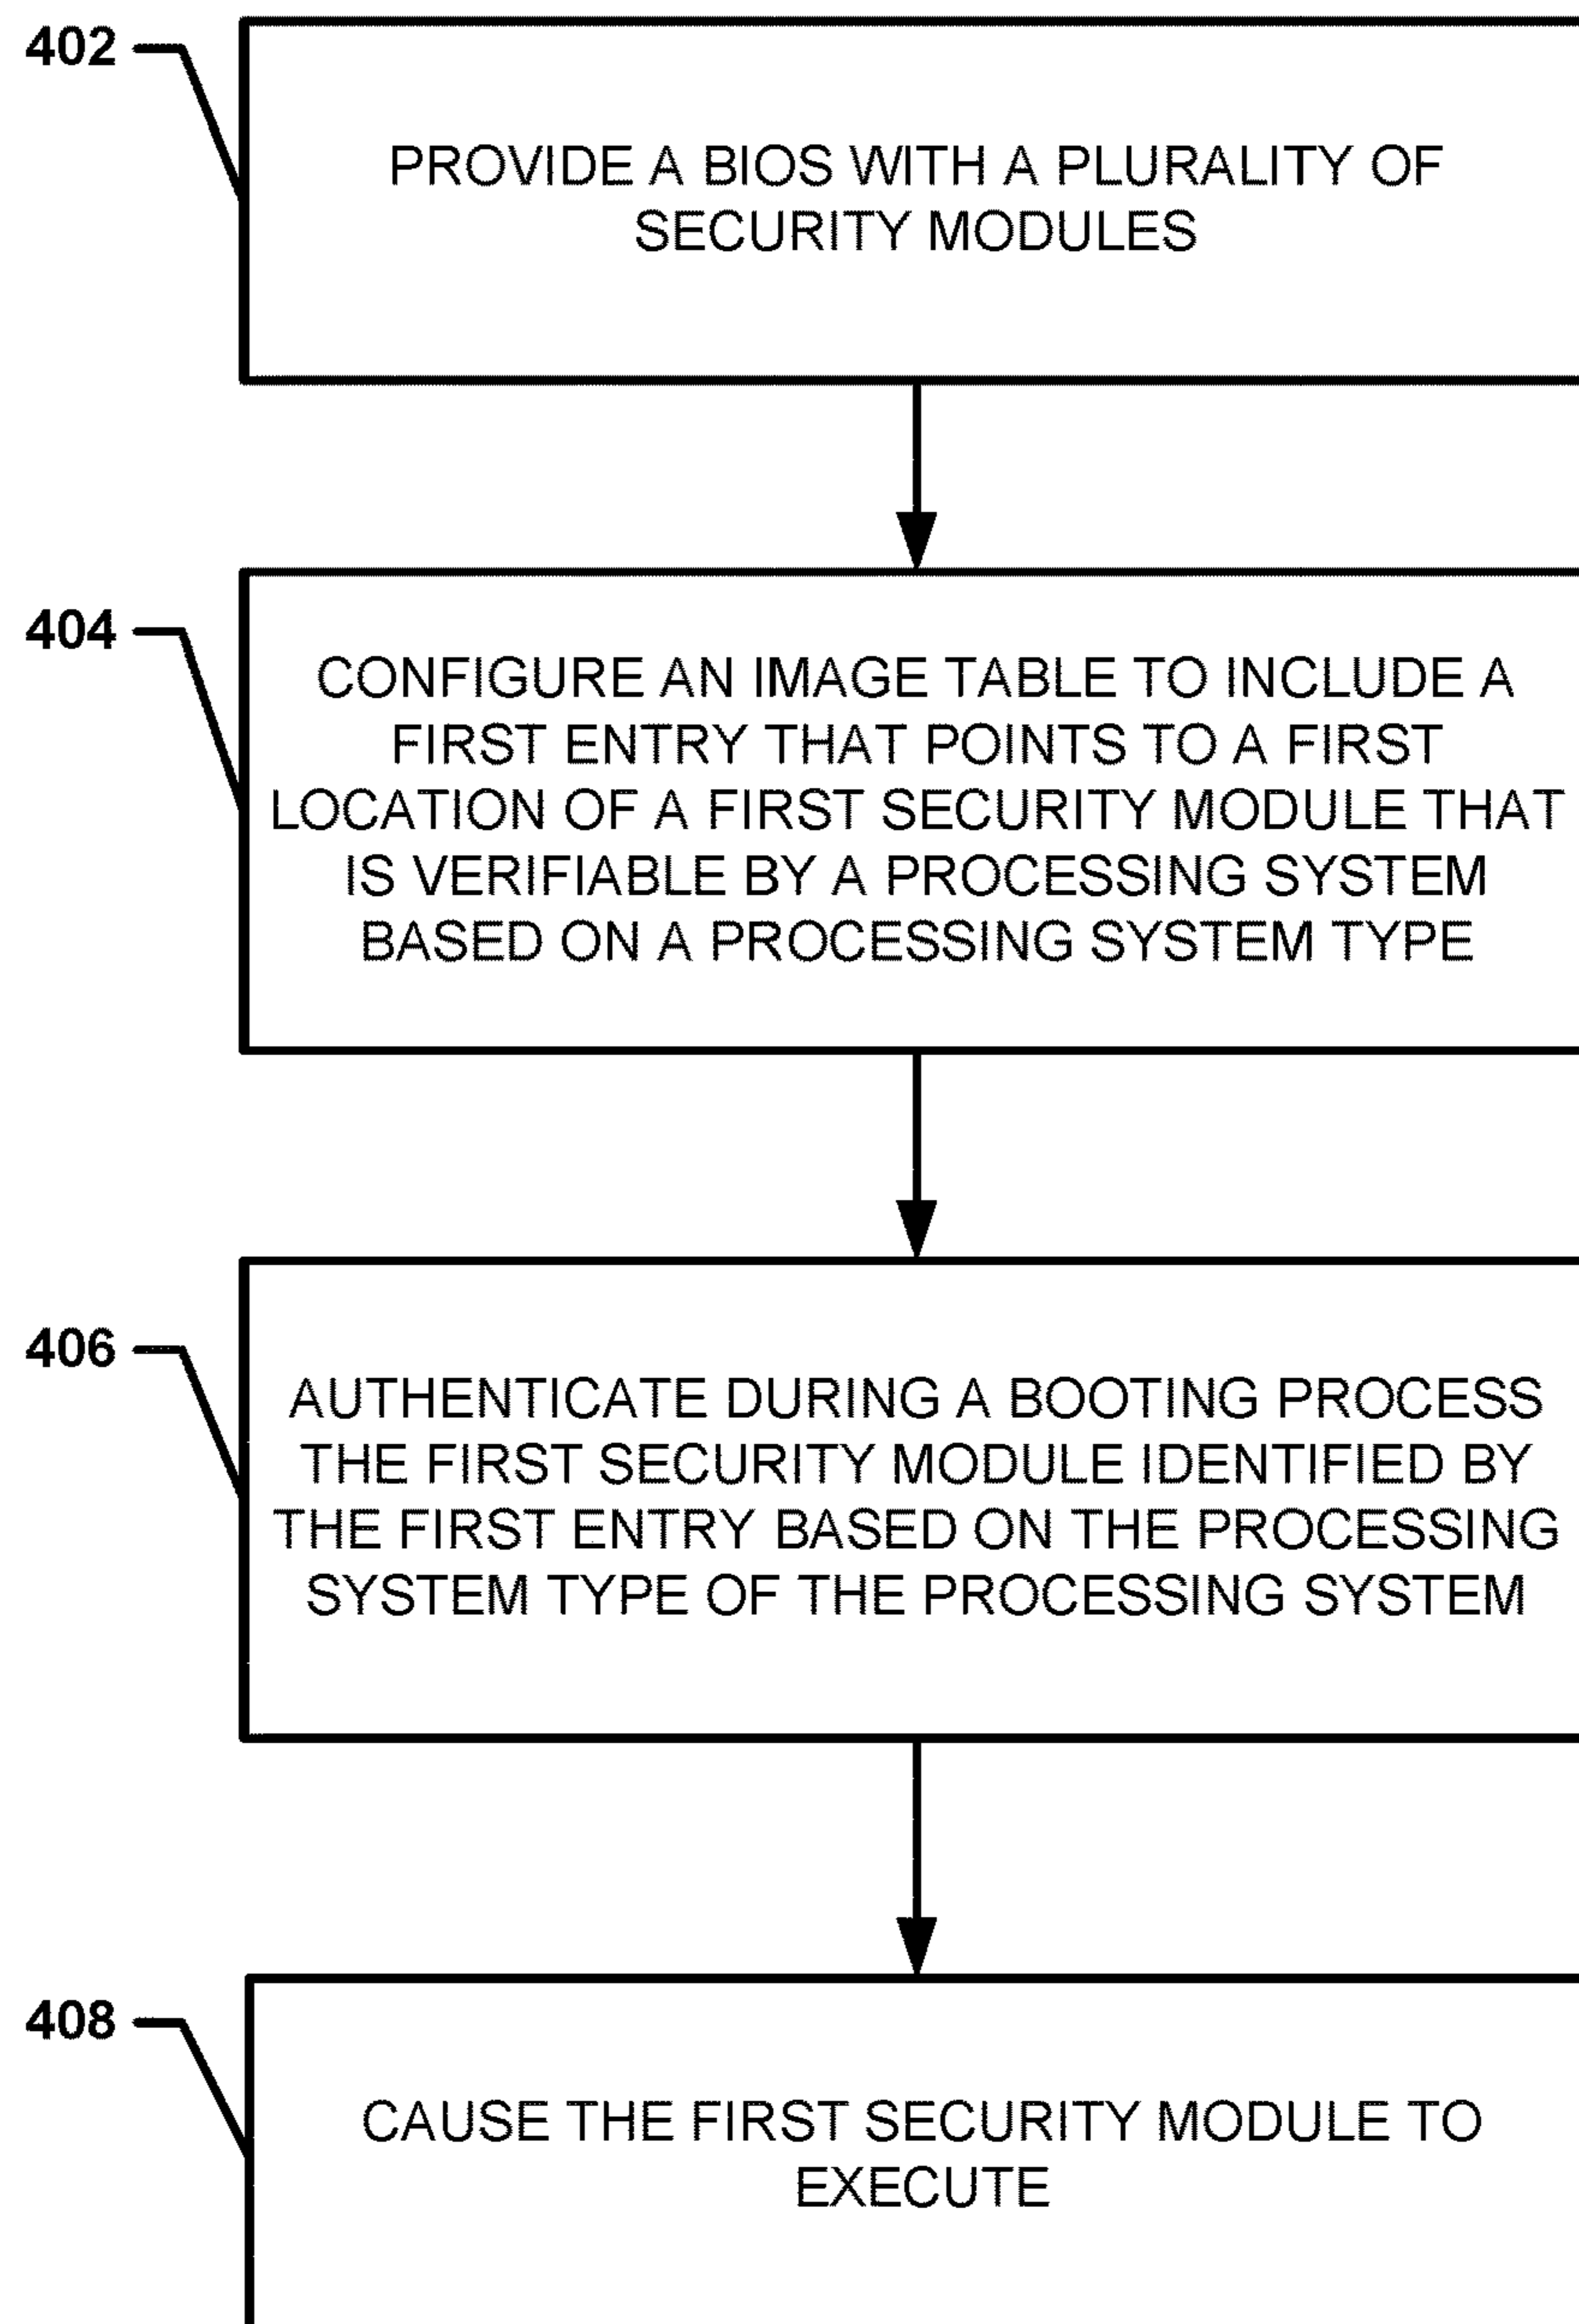 402
PROVIDE A BIOS WITH A PLURALITY OF
SECURITY MODULES
404
CONFIGURE AN IMAGE TABLE TO INCLUDE A
FIRST ENTRY THAT POINTS TO A FIRST
LOCATION OF A FIRST SECURITY MODULE THAT
IS VERIFIABLE BY A PROCESSING SYSTEM
BASED ON A PROCESSING SYSTEM TYPE
406
AUTHENTICATE DURING A BOOTING PROCESS
THE FIRST SECURITY MODULE IDENTIFIED BY
THE FIRST ENTRY BASED ON THE PROCESSING
SYSTEM TYPE OF THE PROCESSING SYSTEM
408
CAUSE THE FIRST SECURITY MODULE TO
EXECUTE